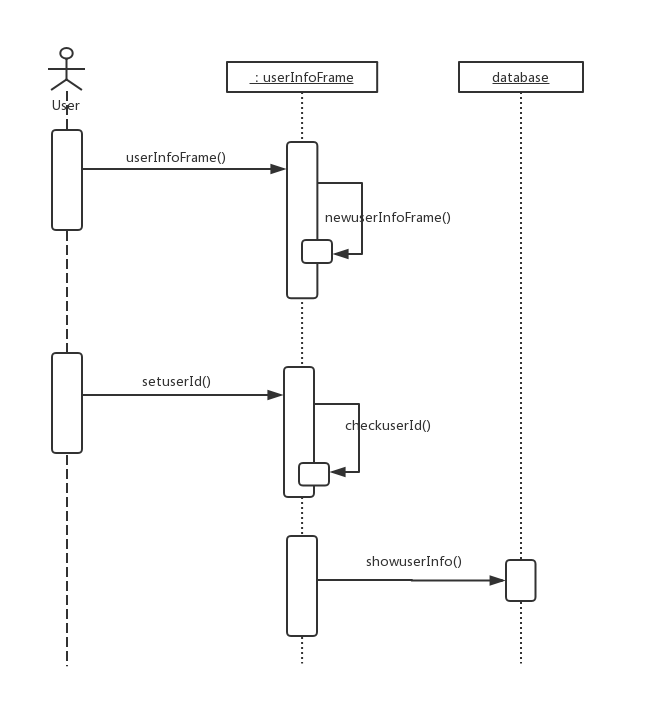 : userInfoFrame
database
User
userInfoFrame()
newuserInfoFrame()
setuserId()
checkuserId()
showuserInfo()